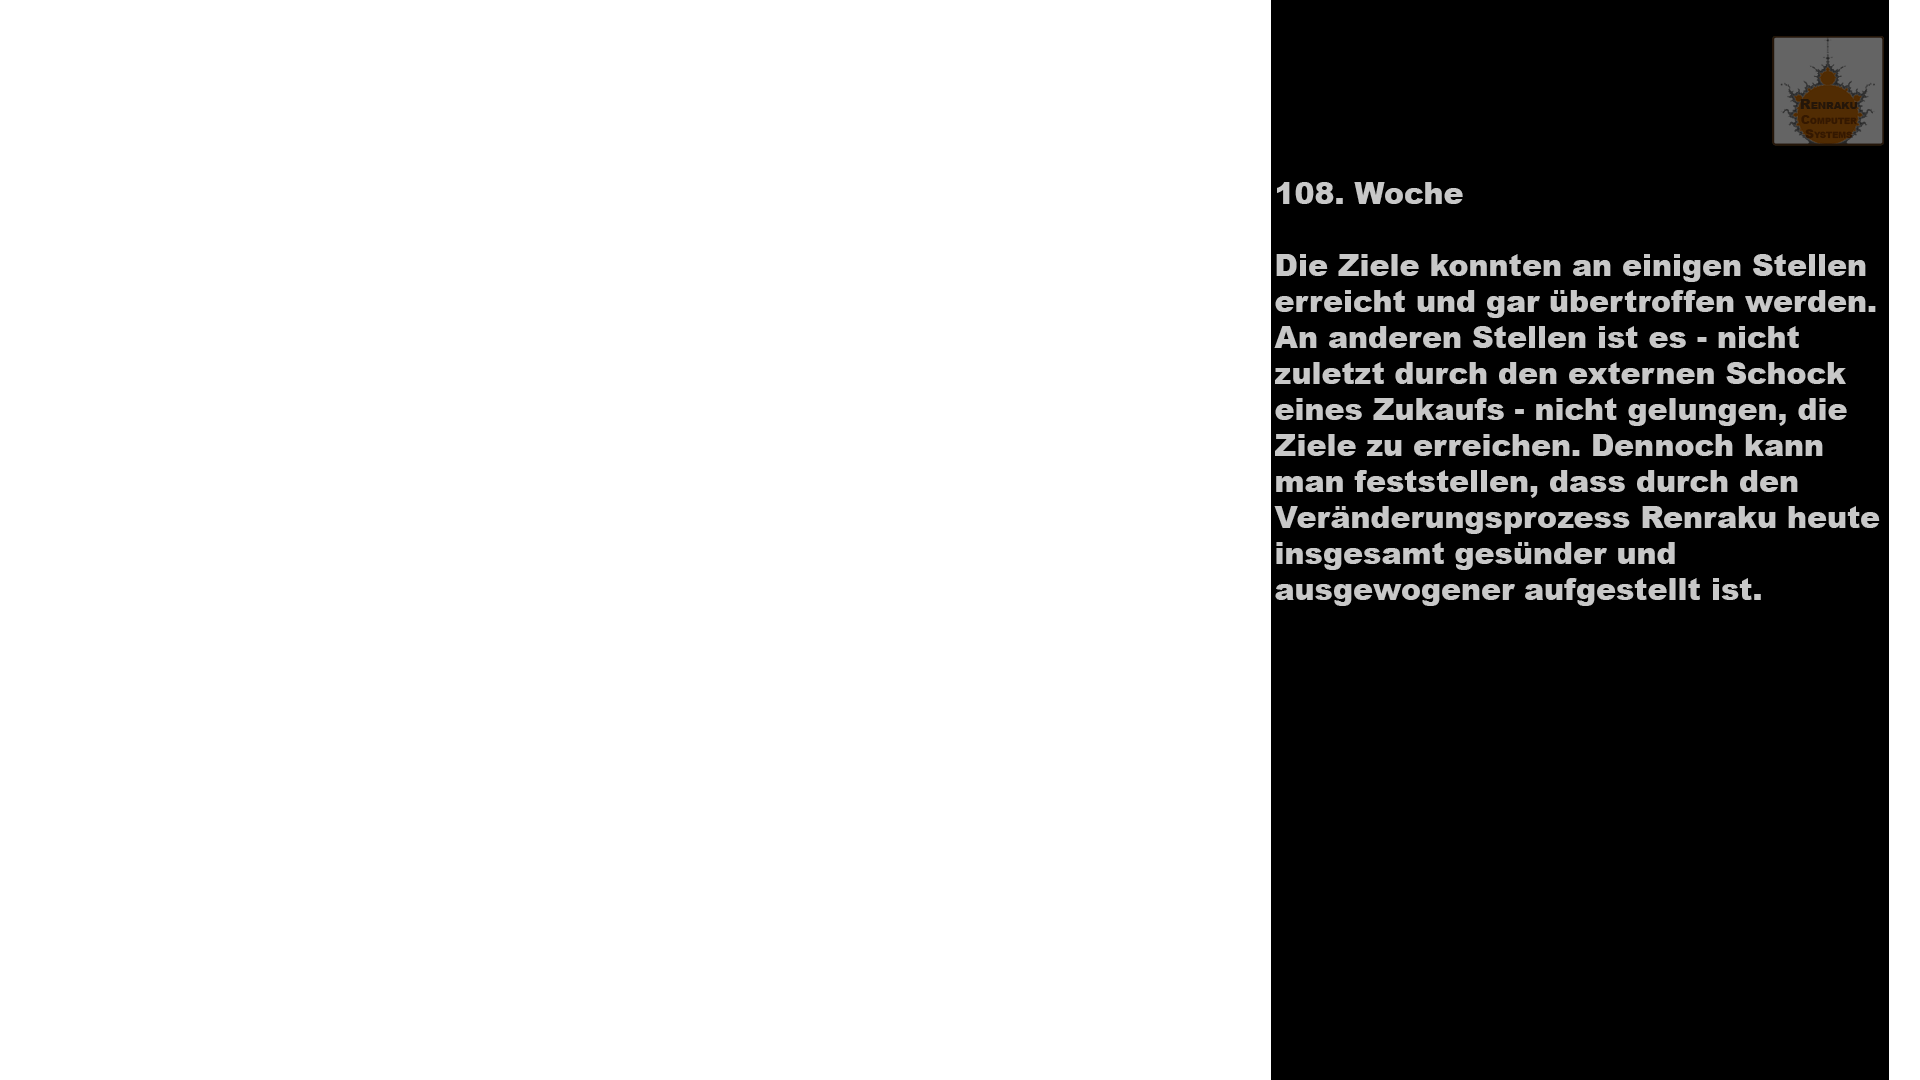 RENRAKU
COMPUTER
SYSTEMS
108. Woche
Die Ziele konnten an einigen Stellen
erreicht und gar übertroffen werden.
An anderen Stellen ist es - nicht
zuletzt durch den externen Schock
eines Zukaufs - nicht gelungen, die
Ziele zu erreichen. Dennoch kann
man feststellen, dass durch den
Veränderungsprozess Renraku heute
insgesamt gesünder und
ausgewogener aufgestellt ist.